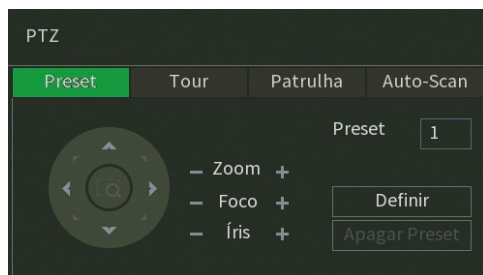 PTZ
Preset Tour Patrulha Auto-Scan
Preset 1
– Zoom +
– Foco + Definir
– Íris + Apagar Preset